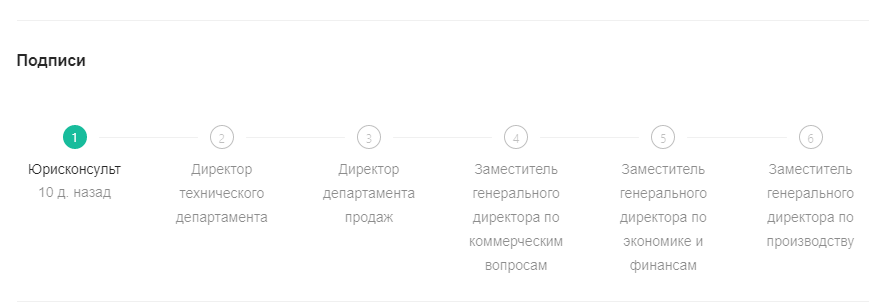 Подписи
1
Юрисконсульт
10 д. назад
2
Директор
технического
департамента
3
Директор
департамента
продаж
4
Заместитель
генерального
директора по
коммерческим
вопросам
5
Заместитель
генерального
директора по
экономике и
финансам
6
Заместитель
генерального
директора по
производству